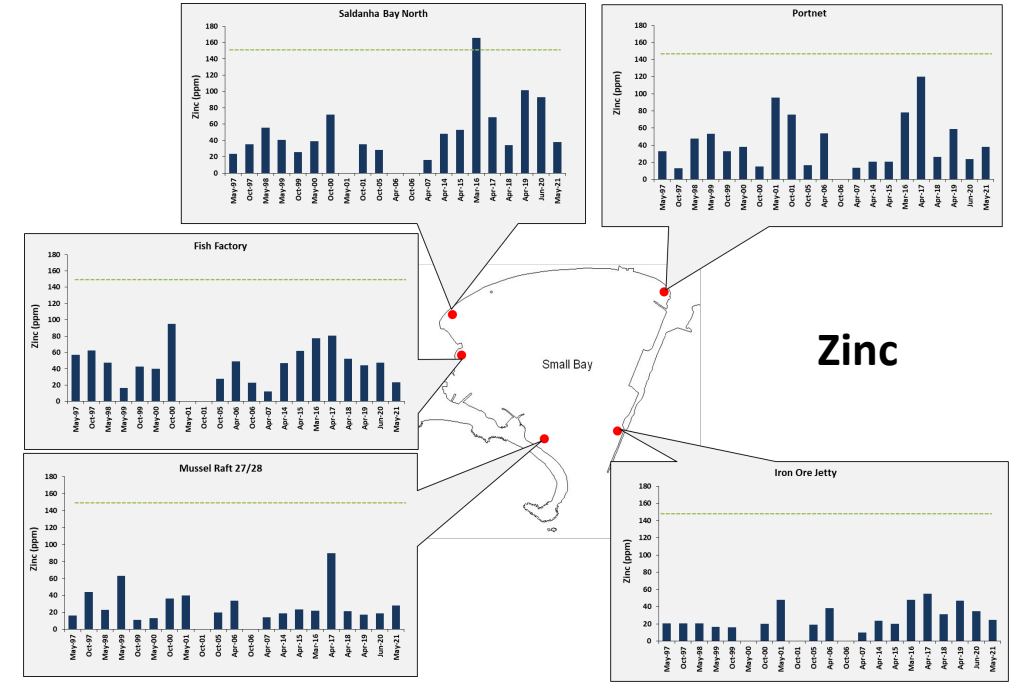 Saldanha Bay North
Zinc (ppm)
180
160
140
120
100
80
60
40
20
0
May-97 Oct-97 May-98 May-99 Oct-99 May-00 Oct-00 May-01 Oct-01 Oct-05 Apr-06 Oct-06 Apr-07 Apr-14 Apr-15 Mar-16 Apr-17 Apr-18 Apr-19 Jun-20 May-21
Portnet
Zinc (ppm)
180
160
140
120
100
80
60
40
20
0
May-97 Oct-97 May-98 May-99 Oct-99 May-00 Oct-00 May-01 Oct-01 Oct-05 Apr-06 Oct-06 Apr-07 Apr-14 Apr-15 Mar-16 Apr-17 Apr-18 Apr-19 Jun-20 May-21
Fish Factory
Zinc (ppm)
180
160
140
120
100
80
60
40
20
0
May-97 Oct-97 May-98 May-99 Oct-99 May-00 Oct-00 May-01 Oct-01 Oct-05 Apr-06 Oct-06 Apr-07 Apr-14 Apr-15 Mar-16 Apr-17 Apr-18 Apr-19 Jun-20 May-21
Small Bay
Zinc
Mussel Raft 27/28
Zinc (ppm)
180
160
140
120
100
80
60
40
20
0
May-97 Oct-97 May-98 May-99 Oct-99 May-00 Oct-00 May-01 Oct-01 Oct-05 Apr-06 Oct-06 Apr-07 Apr-14 Apr-15 Mar-16 Apr-17 Apr-18 Apr-19 Jun-20 May-21
Iron Ore Jetty
Zinc (ppm)
180
160
140
120
100
80
60
40
20
0
May-97 Oct-97 May-98 May-99 Oct-99 May-00 Oct-00 May-01 Oct-01 Oct-05 Apr-06 Oct-06 Apr-07 Apr-14 Apr-15 Mar-16 Apr-17 Apr-18 Apr-19 Jun-20 May-21